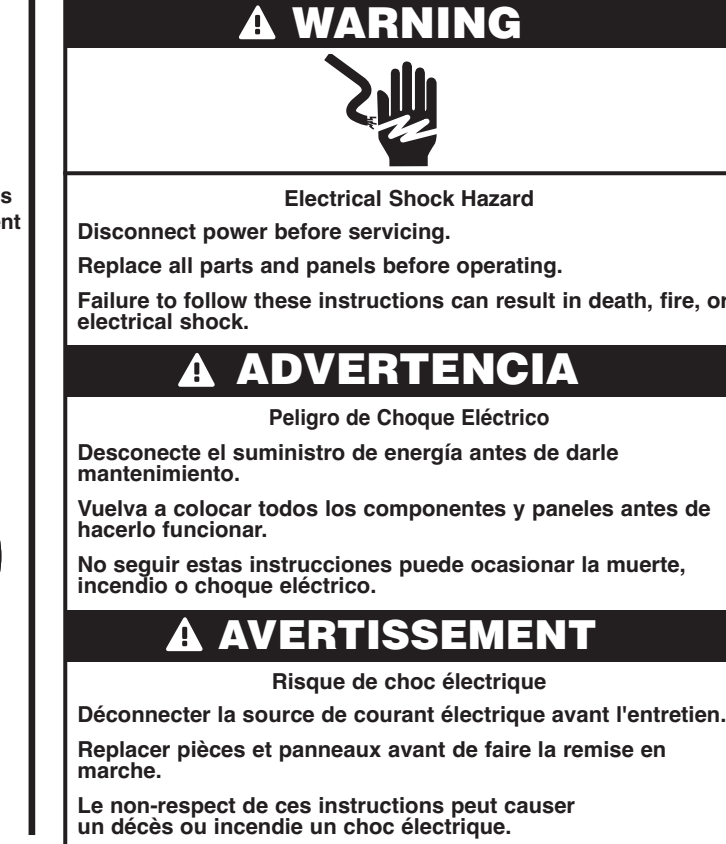 WARNING
Electrical Shock Hazard
Disconnect power before servicing.
Replace all parts and panels before operating.
Failure to follow these instructions can result in death, fire, or
electrical shock.
ADVERTENCIA
Peligro de Choque Eléctrico
Desconecte el suministro de energía antes de darle
mantenimiento.
Vuelva a colocar todos los componentes y paneles antes de
hacerlo funcionar.
No seguir estas instrucciones puede ocasionar la muerte,
incendio o choque eléctrico.
AVERTISSEMENT
Risque de choc électrique
Déconnecter la source de courant électrique avant l'entretien.
Replacer pièces et panneaux avant de faire la remise en
marche.
Le non-respect de ces instructions peut causer
un décès ou incendie un choc électrique.